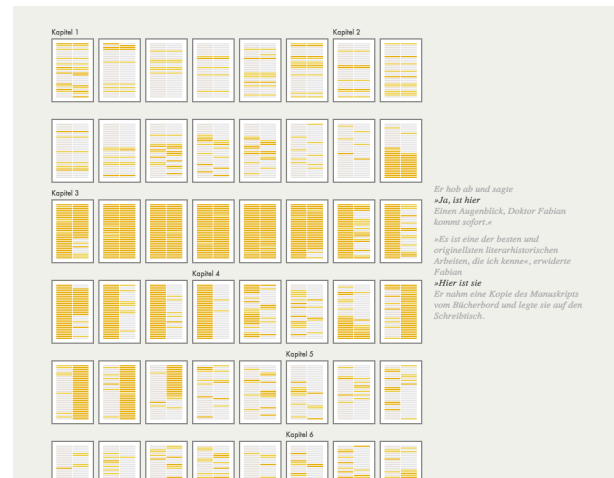 Kapitel 1
Kapitel 2
Kapitel 3
Er hob ab und sagte
»Ja, ist hier
Einen Augenblick, Doktor Fabian
kommt sofort.«
»Es ist eine der besten und
originellsten literarhistorischen
Arbeiten, die ich kenne«, erwiderte
Fabian
»Hier ist sie
Er nahm eine Kopie des Manuskripts
vom Bücherbord und legte sie auf den
Schreibtisch.
Kapitel 4
Kapitel 5
Kapitel 6